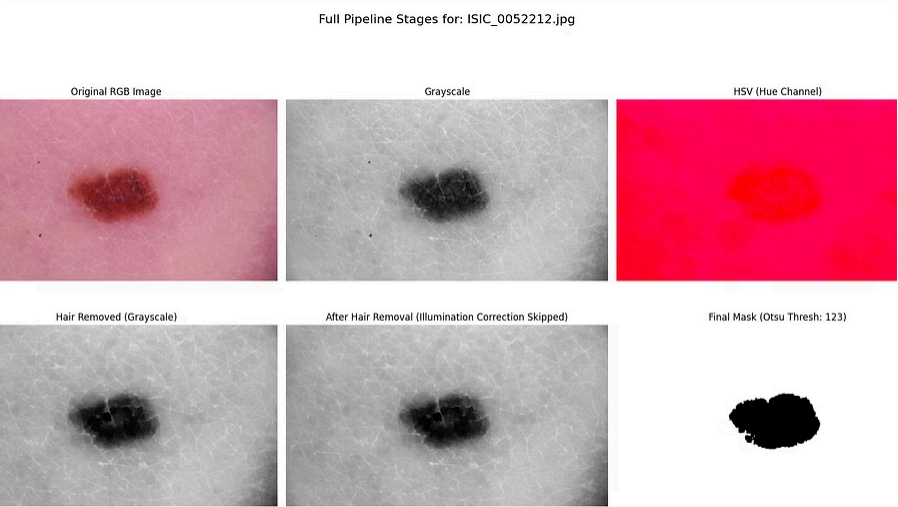 Full Pipeline Stages for: ISIC_0052212.jpg
Original RGB Image
Grayscale
HSV (Hue Channel)
Hair Removed (Grayscale)
After Hair Removal (Illumination Correction Skipped)
Final Mask (Otsu Thresh: 123)